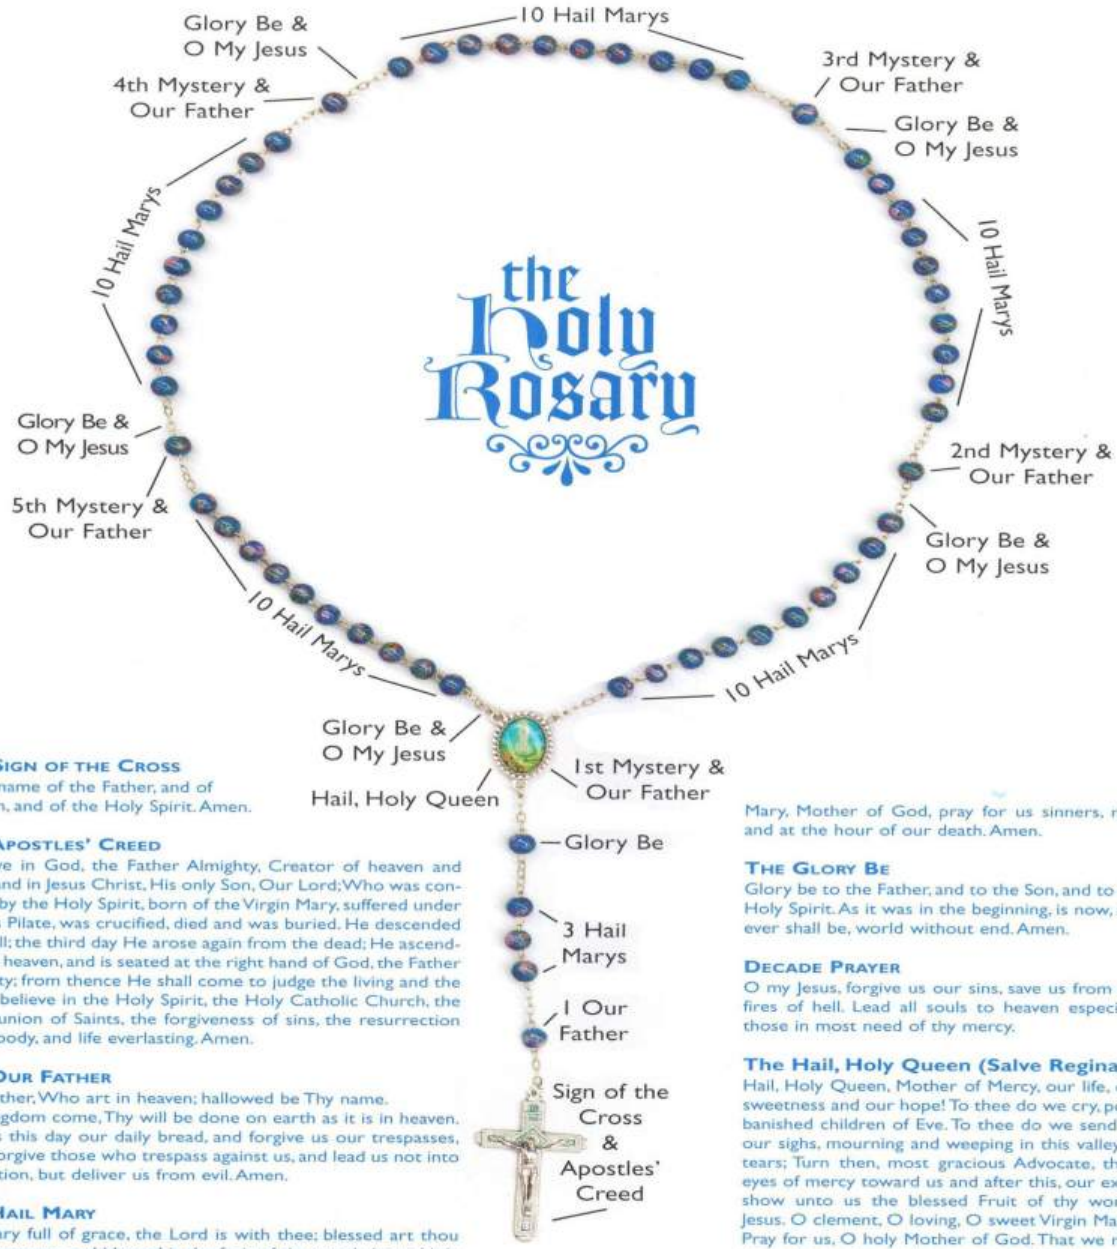 10 Hail Marys
Glory Be &
O My Jesus
4th Mystery &
Our Father
3rd Mystery &
Our Father
Glory Be &
O My Jesus
10 Hail Marys
10 Hail Marys
the
Holy
Rosary
Glory Be &
O My Jesus
5th Mystery &
Our Father
2nd Mystery &
Our Father
Glory Be &
O My Jesus
10 Hail Marys
10 Hail Marys
Glory Be &
O My Jesus
Hail, Holy Queen
1st Mystery &
Our Father
Glory Be
3 Hail
Marys
1 Our
Father
Sign of the
Cross
&
Apostles'
Creed
SIGN OF THE CROSS
name of the Father, and of
, and of the Holy Spirit. Amen.
APOSTLES' CREED
in God, the Father Almighty, Creator of heaven and
and in Jesus Christ, His only Son, Our Lord; Who was con-
by the Holy Spirit, born of the Virgin Mary, suffered under
Pilate, was crucified, died and was buried. He descended
; the third day He arose again from the dead; He ascend-
heaven, and is seated at the right hand of God, the Father
; from thence He shall come to judge the living and the
believe in the Holy Spirit, the Holy Catholic Church, the
of Saints, the forgiveness of sins, the resurrection
body, and life everlasting. Amen.
OUR FATHER
, Who art in heaven; hallowed be Thy name.
come, Thy will be done on earth as it is in heaven.
this day our daily bread, and forgive us our trespasses,
those who trespass against us, and lead us not into
, but deliver us from evil. Amen.
HAIL MARY
full of grace, the Lord is with thee; blessed art thou
Mary, Mother of God, pray for us sinners,
and at the hour of our death. Amen.
THE GLORY BE
Glory be to the Father, and to the Son, and to
Holy Spirit. As it was in the beginning, is now,
ever shall be, world without end. Amen.
DECADE PRAYER
O my Jesus, forgive us our sins, save us from
fires of hell. Lead all souls to heaven
those in most need of thy mercy.
The Hail, Holy Queen (Salve Regina
Hail, Holy Queen, Mother of Mercy, our life,
sweetness and our hope! To thee do we cry,
banished children of Eve. To thee do we send
our sighs, mourning and weeping in this valley
tears; Turn then, most gracious Advocate,
eyes of mercy toward us and after this, our
show unto us the blessed Fruit of thy
Jesus. O clement, O loving, O sweet Virgin
Pray for us, O holy Mother of God. That we